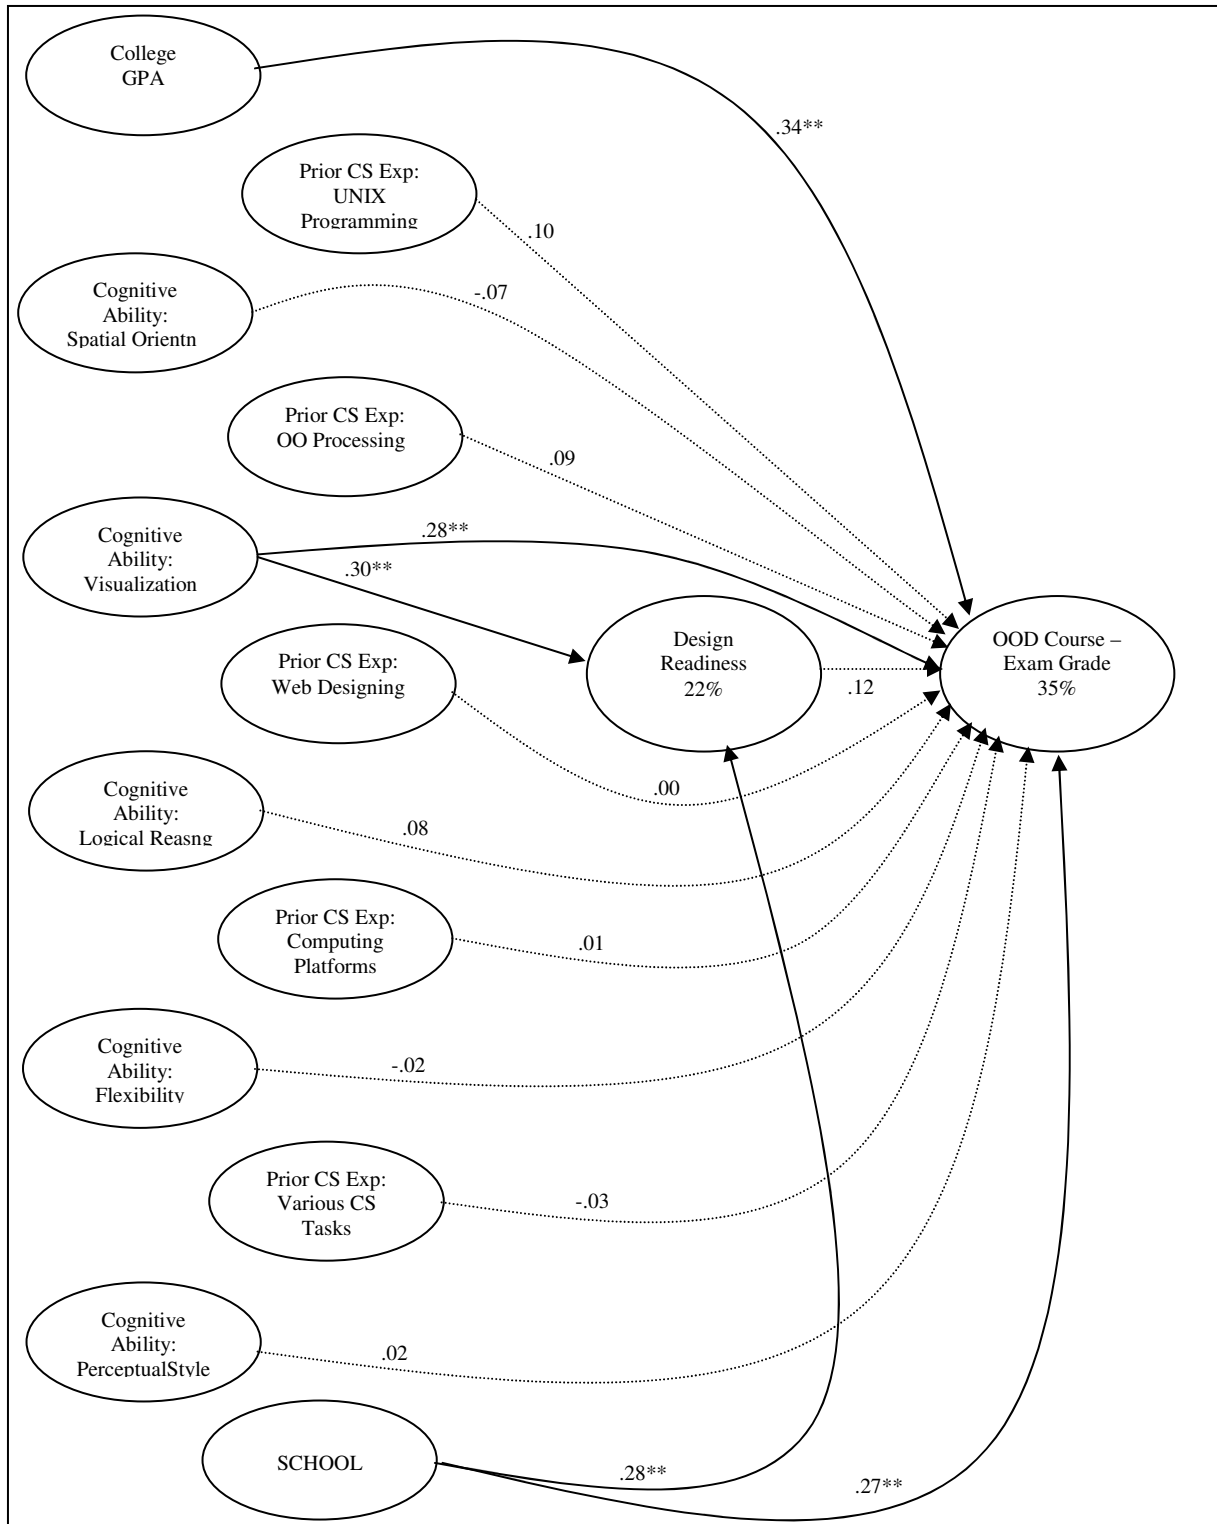 College
GPA
.34**
Prior CS Exp:
UNIX
Programming
.10
Cognitive
Ability:
Spatial Orientn
-.07
Prior CS Exp:
OO Processing
.09
Cognitive
Ability:
Visualization
.28**
.30**
Design
Readiness
22%
OOD Course –
Exam Grade
35%
.12
Prior CS Exp:
Web Designing
.00
Cognitive
Ability:
Logical Reasng
.08
Prior CS Exp:
Computing
Platforms
.01
Cognitive
Ability:
Flexibility
-.02
Prior CS Exp:
Various CS
Tasks
-.03
Cognitive
Ability:
PerceptualStyle
.02
SCHOOL
.28**
.27**